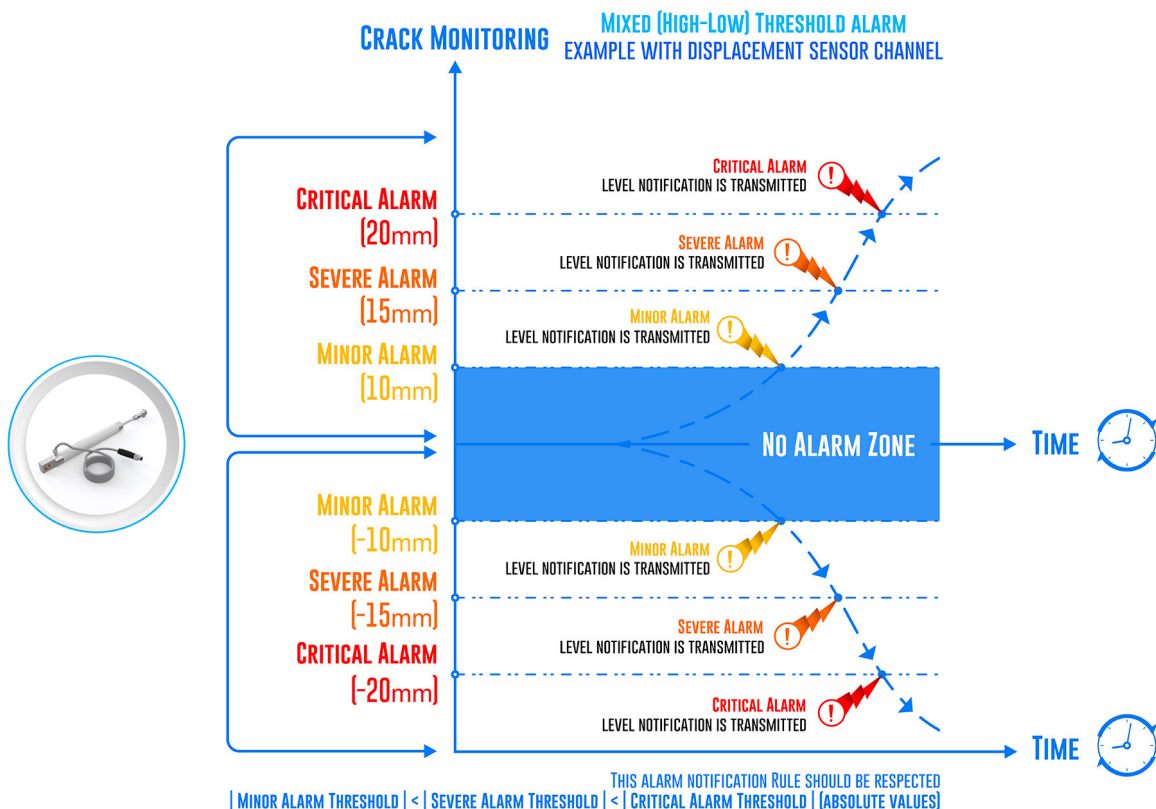 Crack Monitoring
Mixed (High-Low) Threshold alarm
EXAMPLE WITH DISPLACEMENT SENSOR CHANNEL
Critical Alarm
LEVEL NOTIFICATION IS TRANSMITTED
Critical Alarm
(20mm)
Severe Alarm
LEVEL NOTIFICATION IS TRANSMITTED
Severe Alarm
(15mm)
Minor Alarm
LEVEL NOTIFICATION IS TRANSMITTED
Minor Alarm
(10mm)
No Alarm Zone
Time
Minor Alarm
(-10mm)
Minor Alarm
LEVEL NOTIFICATION IS TRANSMITTED
Severe Alarm
(-15mm)
Severe Alarm
LEVEL NOTIFICATION IS TRANSMITTED
Critical Alarm
(-20mm)
Critical Alarm
LEVEL NOTIFICATION IS TRANSMITTED
Time
This alarm notification Rule should be respected
| Minor Alarm Threshold | < | Severe Alarm Threshold | < | Critical Alarm Threshold | (absolute values)